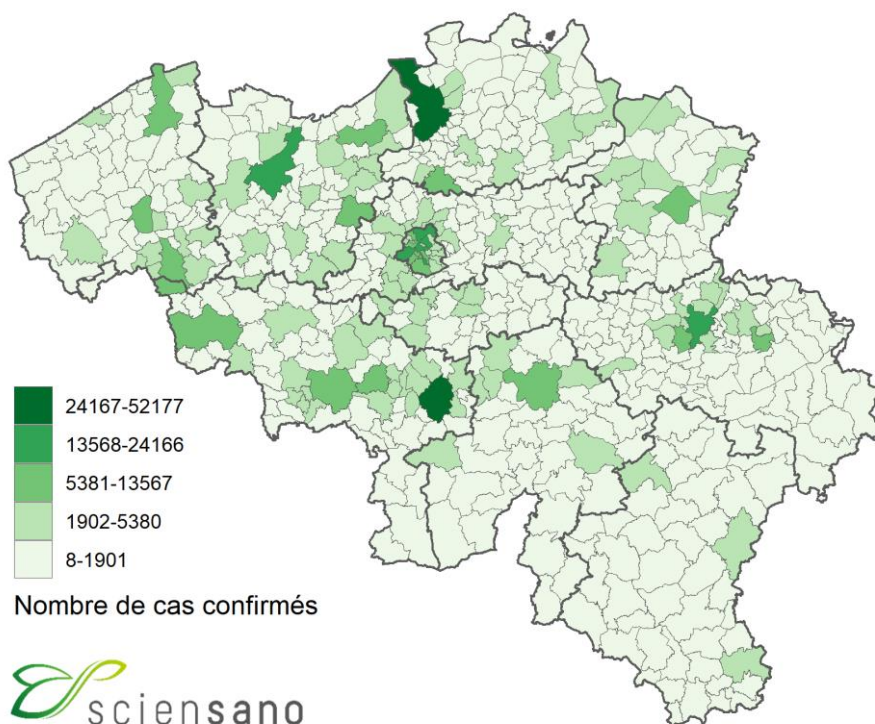 24167-52177
13568-24166
5381-13567
1902-5380
8-1901
Nombre de cas confirmés
sciensano